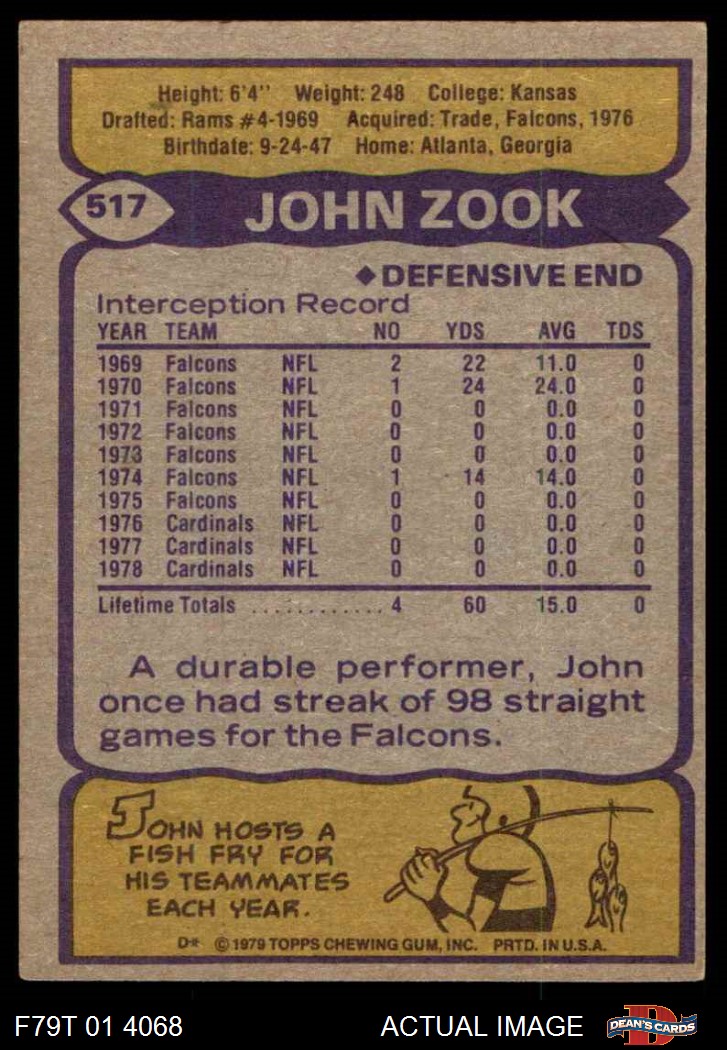 Height: 6'4" Weight: 248 College: Kansas
Drafted: Rams #4-1969 Acquired: Trade, Falcons, 1976
Birthdate: 9-24-47 Home: Atlanta, Georgia
517 JOHN ZOOK
◆ DEFENSIVE END
Interception Record
YEAR TEAM NO YDS AVG TDS
1969 Falcons NFL 2 22 11.0 0
1970 Falcons NFL 1 24 24.0 0
1971 Falcons NFL 0 0 0.0 0
1972 Falcons NFL 0 0 0.0 0
1973 Falcons NFL 0 0 0.0 0
1974 Falcons NFL 1 14 14.0 0
1975 Falcons NFL 0 0 0.0 0
1976 Cardinals NFL 0 0 0.0 0
1977 Cardinals NFL 0 0 0.0 0
1978 Cardinals NFL 0 0 0.0 0
Lifetime Totals ............ 4 60 15.0 0
A durable performer, John
once had streak of 98 straight
games for the Falcons.
JOHN HOSTS A
FISH FRY FOR
HIS TEAMMATES
EACH YEAR.
D* © 1979 TOPPS CHEWING GUM, INC. PRTD. IN U.S.A.
F79T 01 4068 ACTUAL IMAGE D DEAN'S CARDS